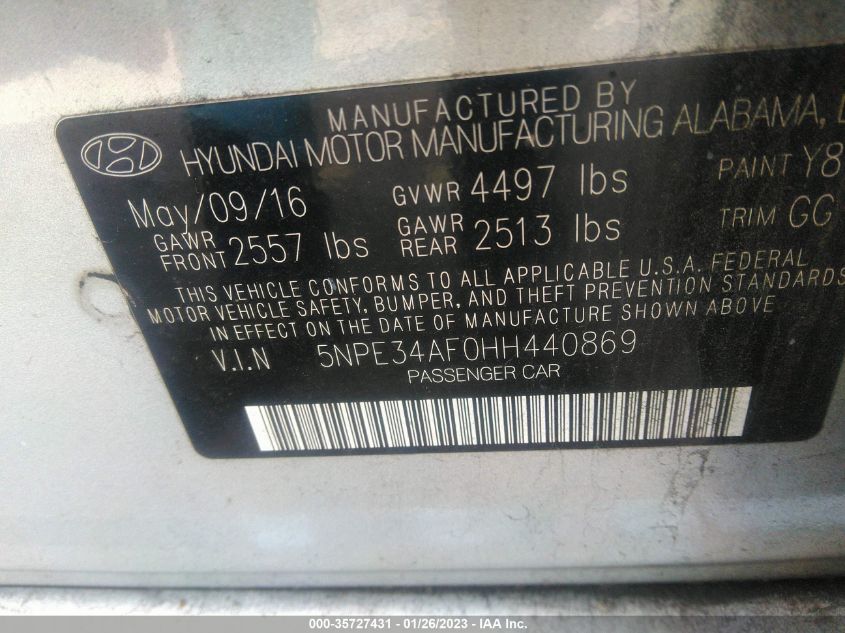 MANUFACTURED BY
HYUNDAI MOTOR MANUFACTURING ALABAMA,
May/09/16 GVWR 4497 lbs PAINT Y8
GAWR FRONT 2557 lbs GAWR REAR 2513 lbs TRIM GG
THIS VEHICLE CONFORMS TO ALL APPLICABLE U.S.A. FEDERAL
MOTOR VEHICLE SAFETY, BUMPER, AND THEFT PREVENTION STANDARDS
IN EFFECT ON THE DATE OF MANUFACTURE SHOWN ABOVE
V.I.N 5NPE34AF0HH440869
PASSENGER CAR
000-35727431 - 01/26/2023 - IAA Inc.